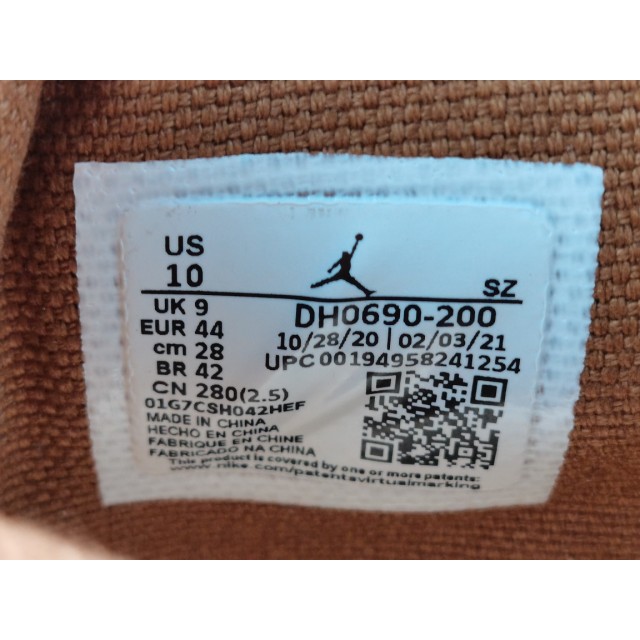 US
10
SZ
UK 9
EUR 44
cm 28
BR 42
CN 280(2.5)
DH0690-200
10/28/20 | 02/03/21
UPC 00194958241254
01G7CSH042HEF
MADE IN CHINA
HECHO EN CHINA
FABRIQUE EN CHINE
FABRICADO NA CHINA
This product is covered by one or more patents:
www.nike.com/patentsvirtualmarking